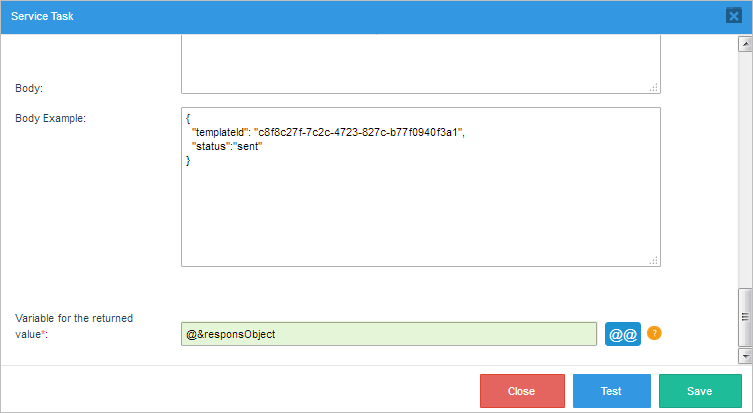 Service Task
Body:
Body Example:
{
"templateId": "c8f8c27f-7c2c-4723-827c-b77f0940f3a1",
"status":"sent"
}
Variable for the returned
value*:
@&responsObject
@@
?
Close
Test
Save